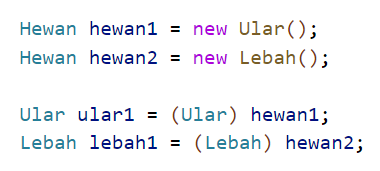 Hewan hewan1 = new Ular();
Hewan hewan2 = new Lebah();
Ular ular1 = (Ular) hewan1;
Lebah lebah1 = (Lebah) hewan2;